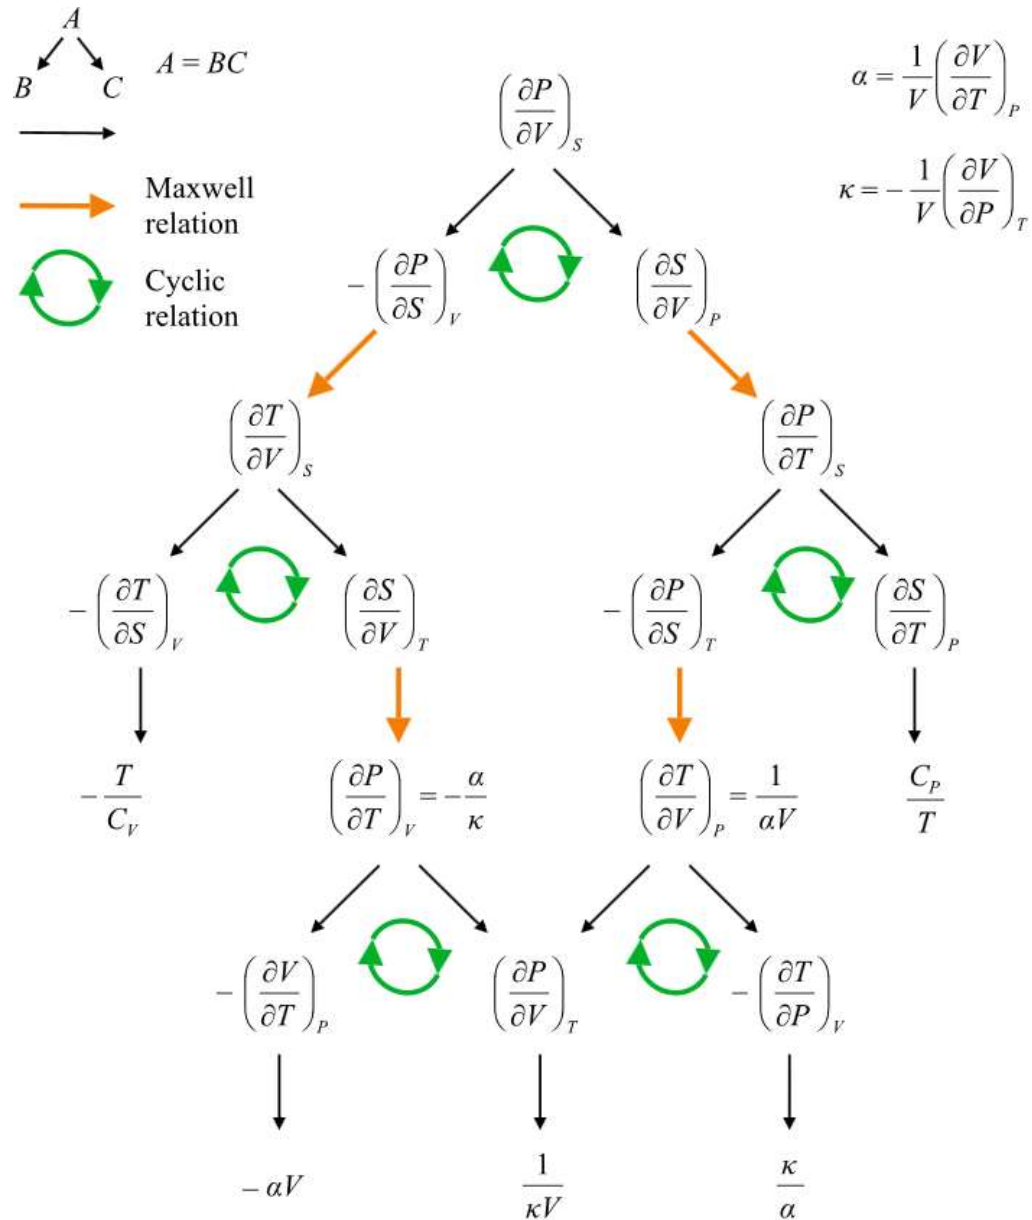 A
B C
A = BC
α = 1/V (∂V/∂T)_P
κ = − 1/V (∂V/∂P)_T
Maxwell
relation
Cyclic
relation
(∂P/∂V)_S
− (∂P/∂S)_V
(∂S/∂V)_P
(∂T/∂V)_S
(∂P/∂T)_S
− (∂T/∂S)_V
(∂S/∂V)_T
− (∂P/∂S)_T
(∂S/∂T)_P
− T/C_V
(∂P/∂T)_V = − α/κ
(∂T/∂V)_P = 1/αV
C_P/T
− (∂V/∂T)_P
(∂P/∂V)_T
− (∂T/∂P)_V
− αV
1/κV
κ/α